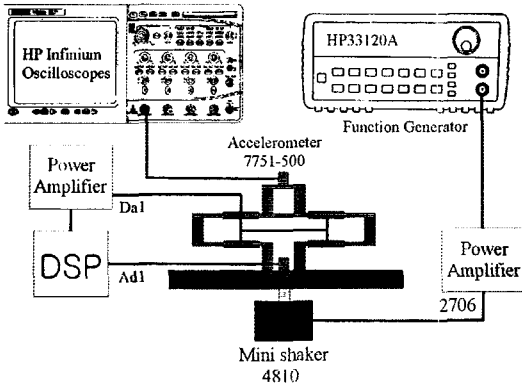 HP Infinium
Oscilloscopes
HP33120A
Function Generator
Accelerometer
7751-500
Power
Amplifier
Da1
DSP
Ad1
Power
Amplifier
2706
Mini shaker
4810